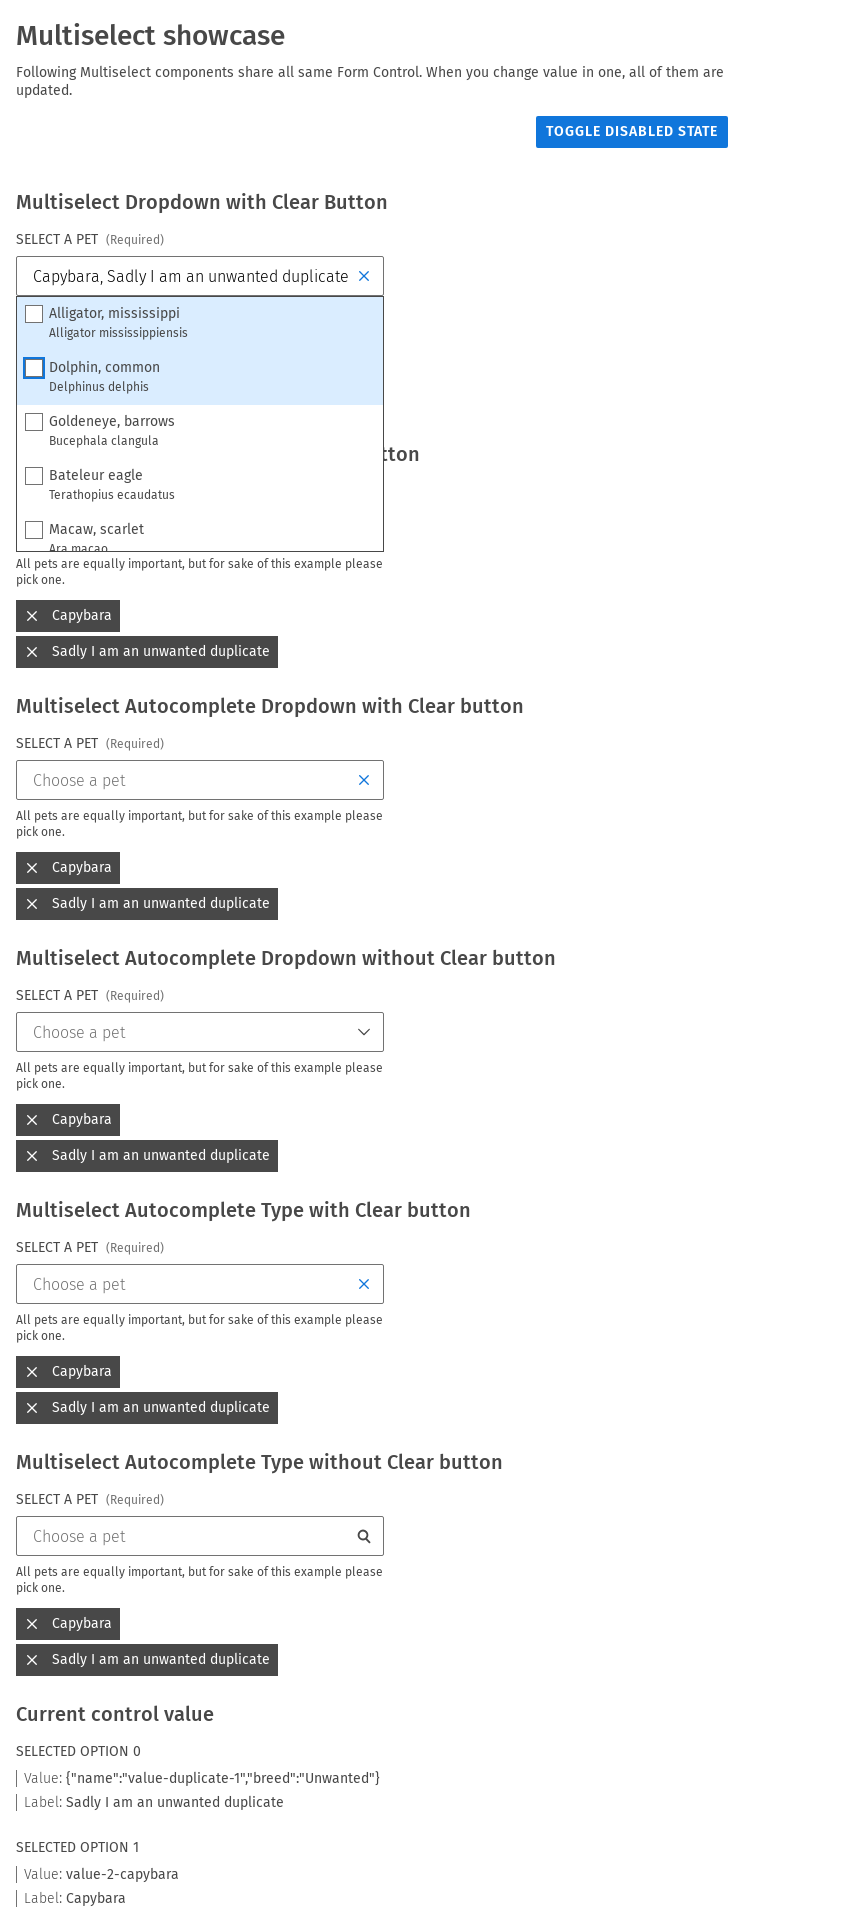 Multiselect showcase
Following Multiselect components share all same Form Control. When you change value in one, all of them are
updated.
TOGGLE DISABLED STATE
Multiselect Dropdown with Clear Button
SELECT A PET (Required)
Capybara, Sadly I am an unwanted duplicate
Alligator, mississippi
Alligator mississippiensis
Dolphin, common
Delphinus delphis
Goldeneye, barrows
Bucephala clangula
tton
Bateleur eagle
Terathopius ecaudatus
Macaw, scarlet
Ara macao
All pets are equally important, but for sake of this example please
pick one.
Capybara
Sadly I am an unwanted duplicate
Multiselect Autocomplete Dropdown with Clear button
SELECT A PET (Required)
Choose a pet
All pets are equally important, but for sake of this example please
pick one.
Capybara
Sadly I am an unwanted duplicate
Multiselect Autocomplete Dropdown without Clear button
SELECT A PET (Required)
Choose a pet
All pets are equally important, but for sake of this example please
pick one.
Capybara
Sadly I am an unwanted duplicate
Multiselect Autocomplete Type with Clear button
SELECT A PET (Required)
Choose a pet
All pets are equally important, but for sake of this example please
pick one.
Capybara
Sadly I am an unwanted duplicate
Multiselect Autocomplete Type without Clear button
SELECT A PET (Required)
Choose a pet
All pets are equally important, but for sake of this example please
pick one.
Capybara
Sadly I am an unwanted duplicate
Current control value
SELECTED OPTION 0
Value: {"name":"value-duplicate-1","breed":"Unwanted"}
Label: Sadly I am an unwanted duplicate
SELECTED OPTION 1
Value: value-2-capybara
Label: Capybara